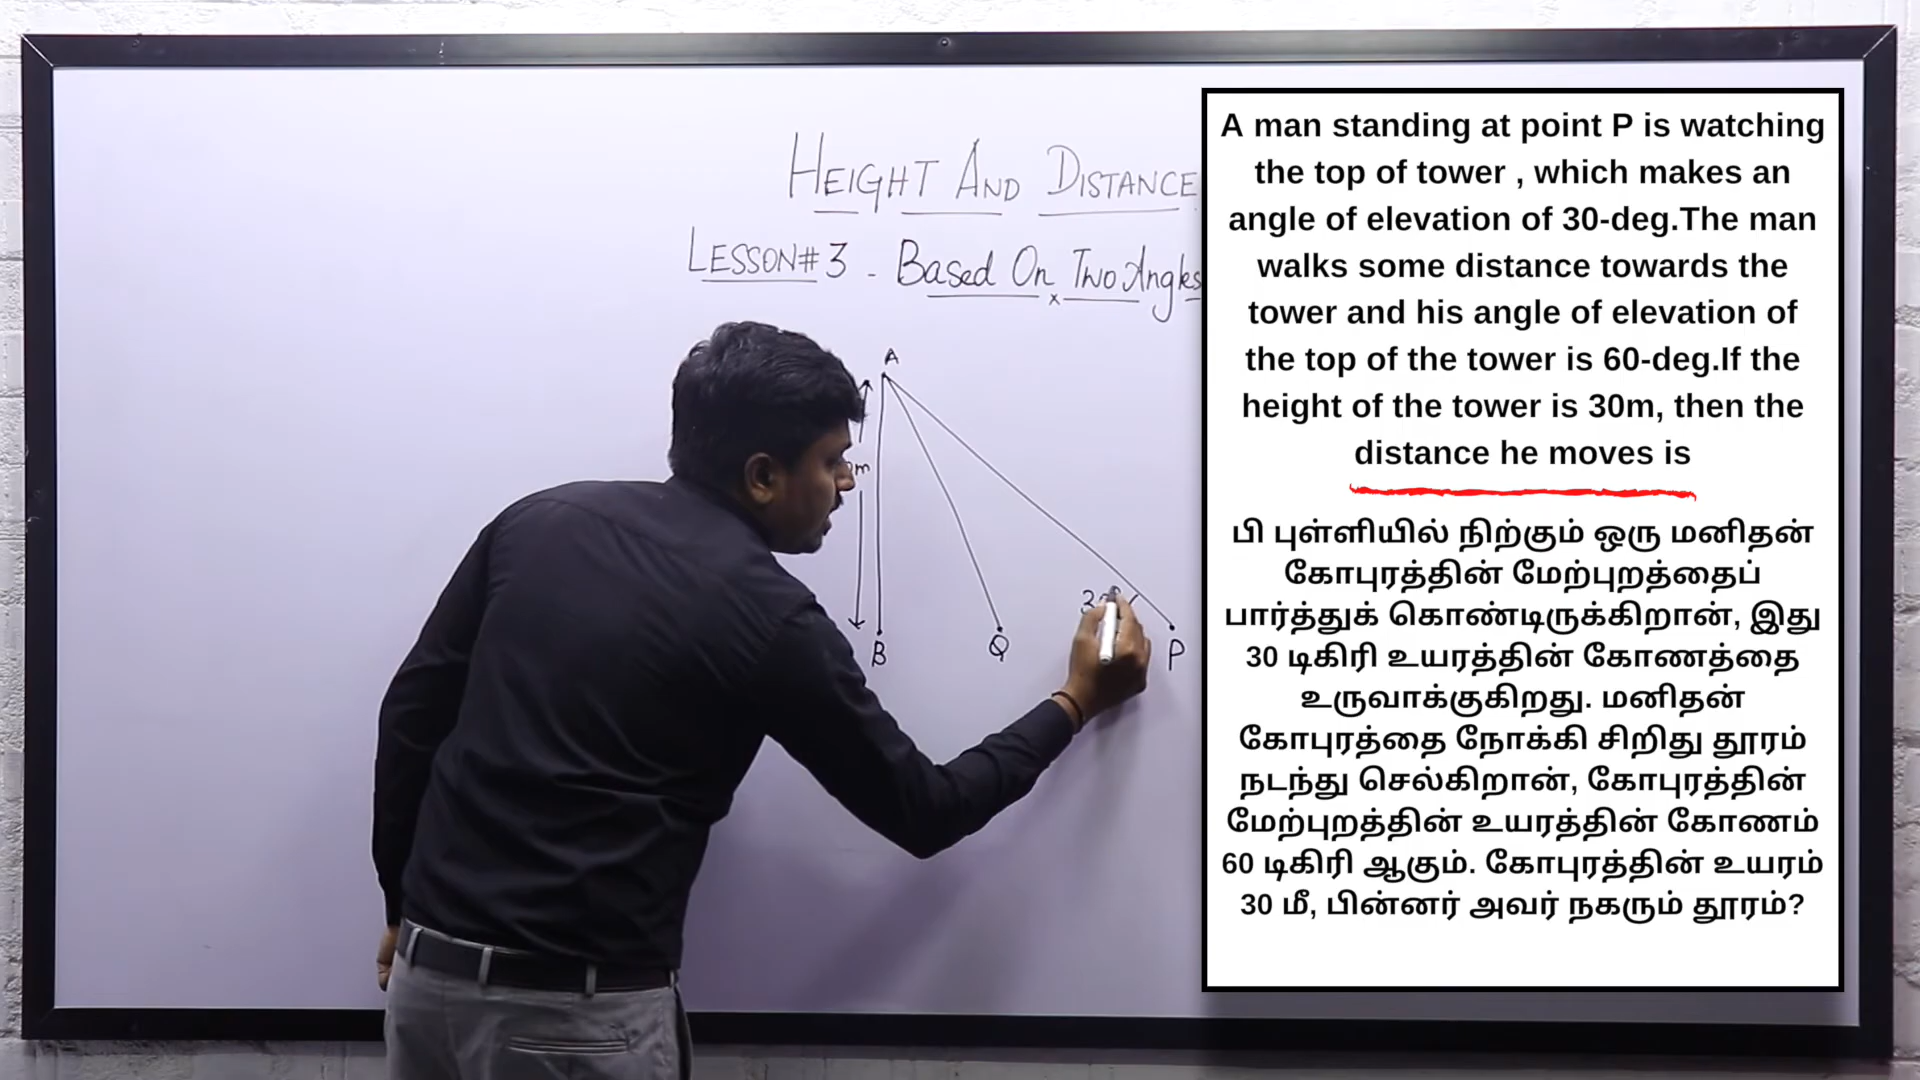 HEIGHT AND DISTANCE
LESSON#3 - Based On Two Angles
x
A
m
B
Q
P
A man standing at point P is watching
the top of tower , which makes an
angle of elevation of 30-deg.The man
walks some distance towards the
tower and his angle of elevation of
the top of the tower is 60-deg.If the
height of the tower is 30m, then the
distance he moves is
பி புள்ளியில் நிற்கும் ஒரு மனிதன்
கோபுரத்தின் மேற்புறத்தைப்
பார்த்துக் கொண்டிருக்கிறான், இது
30 டிகிரி உயரத்தின் கோணத்தை
உருவாக்குகிறது. மனிதன்
கோபுரத்தை நோக்கி சிறிது தூரம்
நடந்து செல்கிறான், கோபுரத்தின்
மேற்புறத்தின் உயரத்தின் கோணம்
60 டிகிரி ஆகும். கோபுரத்தின் உயரம்
30 மீ, பின்னர் அவர் நகரும் தூரம்?